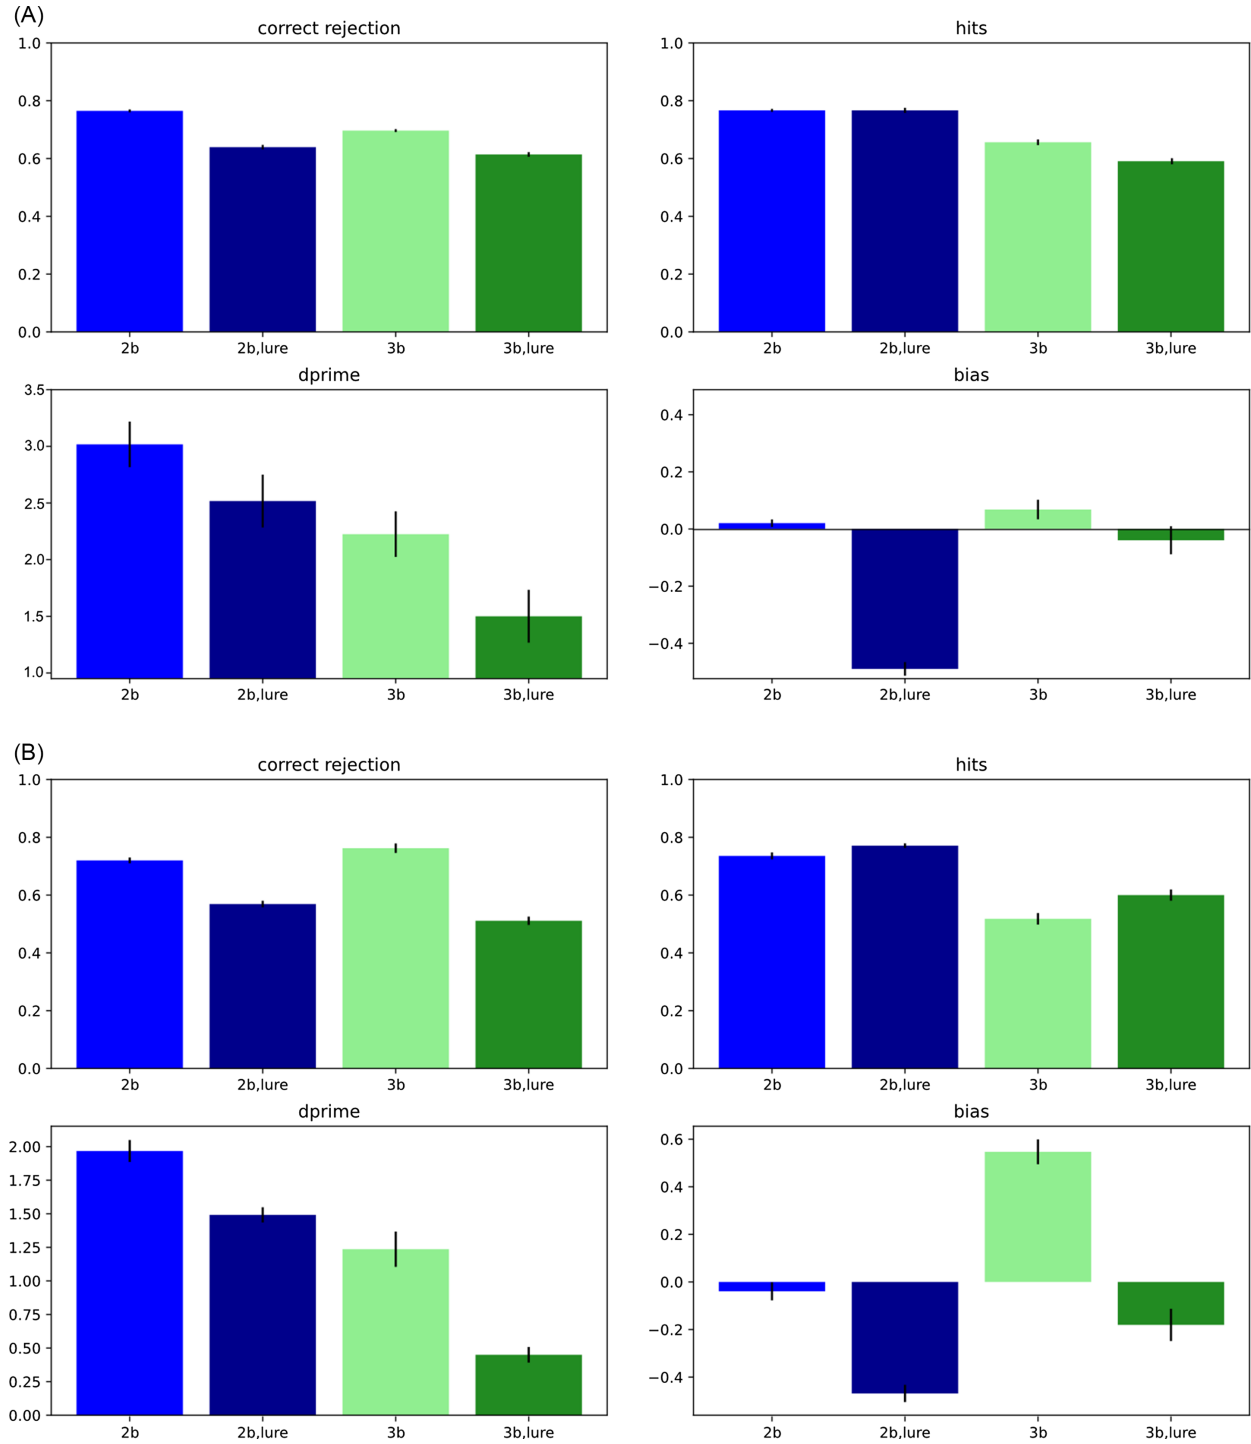 (A)
correct rejection
1.0
0.8
0.6
0.4
0.2
0.0
2b 2b,lure 3b 3b,lure
hits
1.0
0.8
0.6
0.4
0.2
0.0
2b 2b,lure 3b 3b,lure
dprime
3.5
3.0
2.5
2.0
1.5
1.0
2b 2b,lure 3b 3b,lure
bias
0.4
0.2
0.0
−0.2
−0.4
2b 2b,lure 3b 3b,lure
(B)
correct rejection
1.0
0.8
0.6
0.4
0.2
0.0
2b 2b,lure 3b 3b,lure
hits
1.0
0.8
0.6
0.4
0.2
0.0
2b 2b,lure 3b 3b,lure
dprime
2.00
1.75
1.50
1.25
1.00
0.75
0.50
0.25
0.00
2b 2b,lure 3b 3b,lure
bias
0.6
0.4
0.2
0.0
−0.2
−0.4
2b 2b,lure 3b 3b,lure